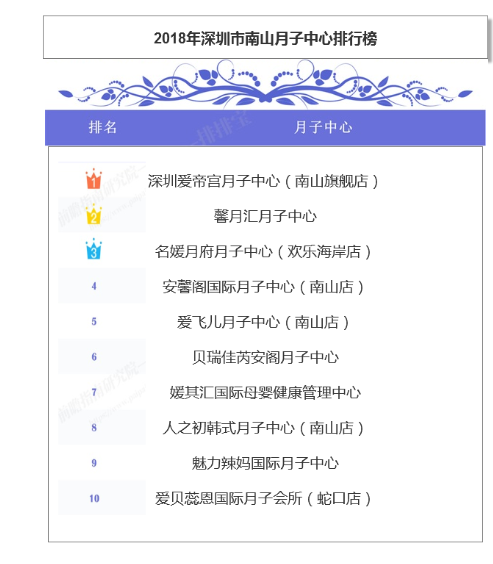 2018年深圳市南山月子中心排行榜
排名 月子中心
1 深圳爱帝宫月子中心（南山旗舰店）
2 馨月汇月子中心
3 名媛月府月子中心（欢乐海岸店）
4 安馨阁国际月子中心（南山店）
5 爱飞儿月子中心（南山店）
6 贝瑞佳芮安阁月子中心
7 媛其汇国际母婴健康管理中心
8 人之初韩式月子中心（南山店）
9 魅力辣妈国际月子中心
10 爱贝蕊恩国际月子会所（蛇口店）